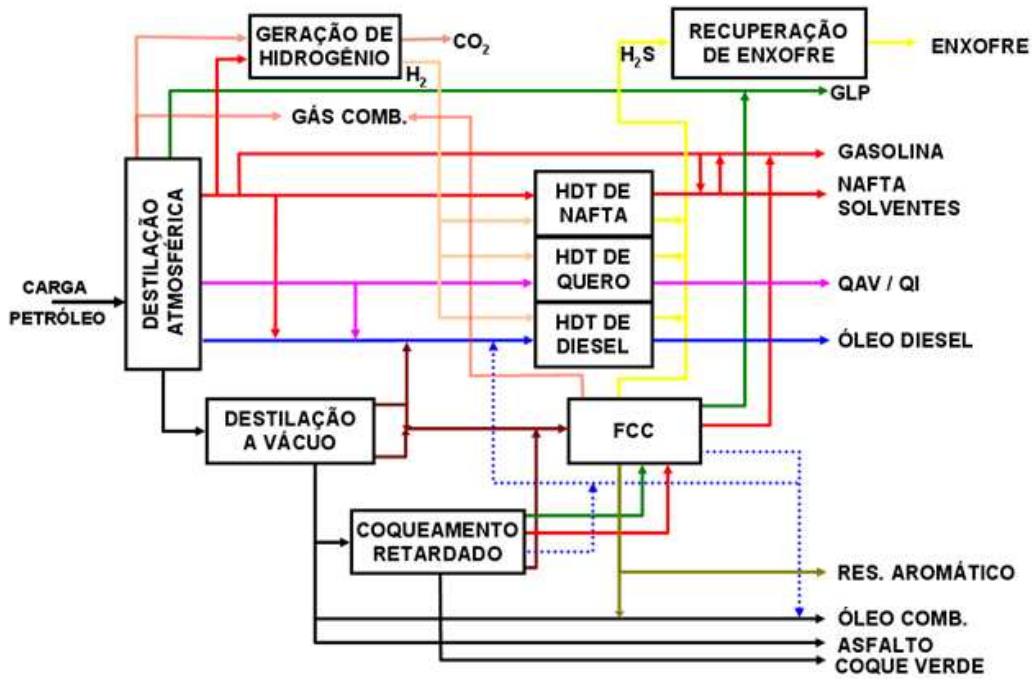 GERAÇÃO DE
HIDROGÊNIO
CO2
H2
H2S
RECUPERAÇÃO
DE ENXOFRE
ENXOFRE
GLP
GÁS COMB.
GASOLINA
DESTILAÇÃO
ATMOSFÉRICA
HDT DE
NAFTA
NAFTA
SOLVENTES
HDT DE
QUERO
QAV / QI
CARGA
PETRÓLEO
HDT DE
DIESEL
ÓLEO DIESEL
DESTILAÇÃO
A VÁCUO
FCC
COQUEAMENTO
RETARDADO
RES. AROMÁTICO
ÓLEO COMB.
ASFALTO
COQUE VERDE